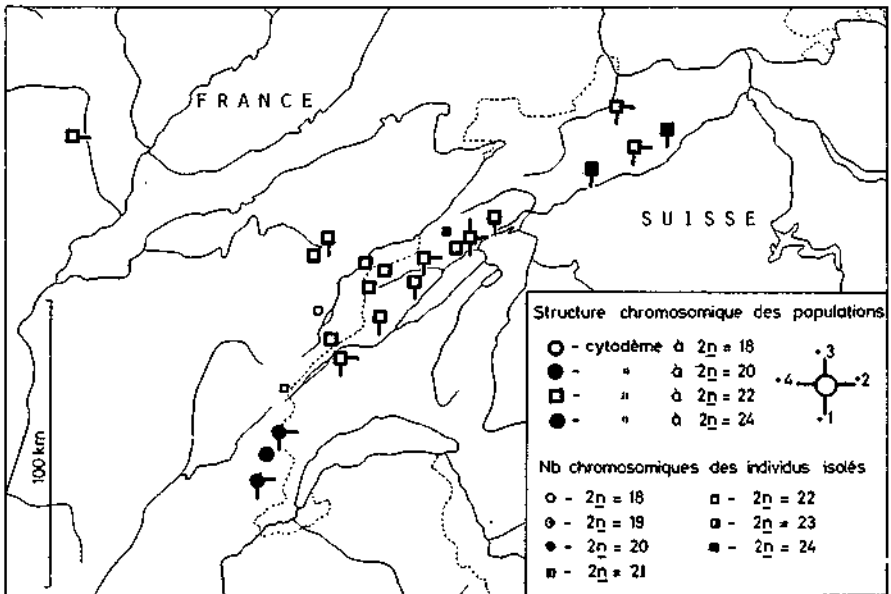 FRANCE
SUISSE
100 km
Structure chromosomique des populations
- cytodème à 2n = 18
- " à 2n = 20
- " à 2n = 22
- " à 2n = 24
+3
+4
+2
+1
Nb chromosomiques des individus isolés
- 2n = 18
- 2n = 19
- 2n = 20
- 2n = 21
- 2n = 22
- 2n = 23
- 2n = 24